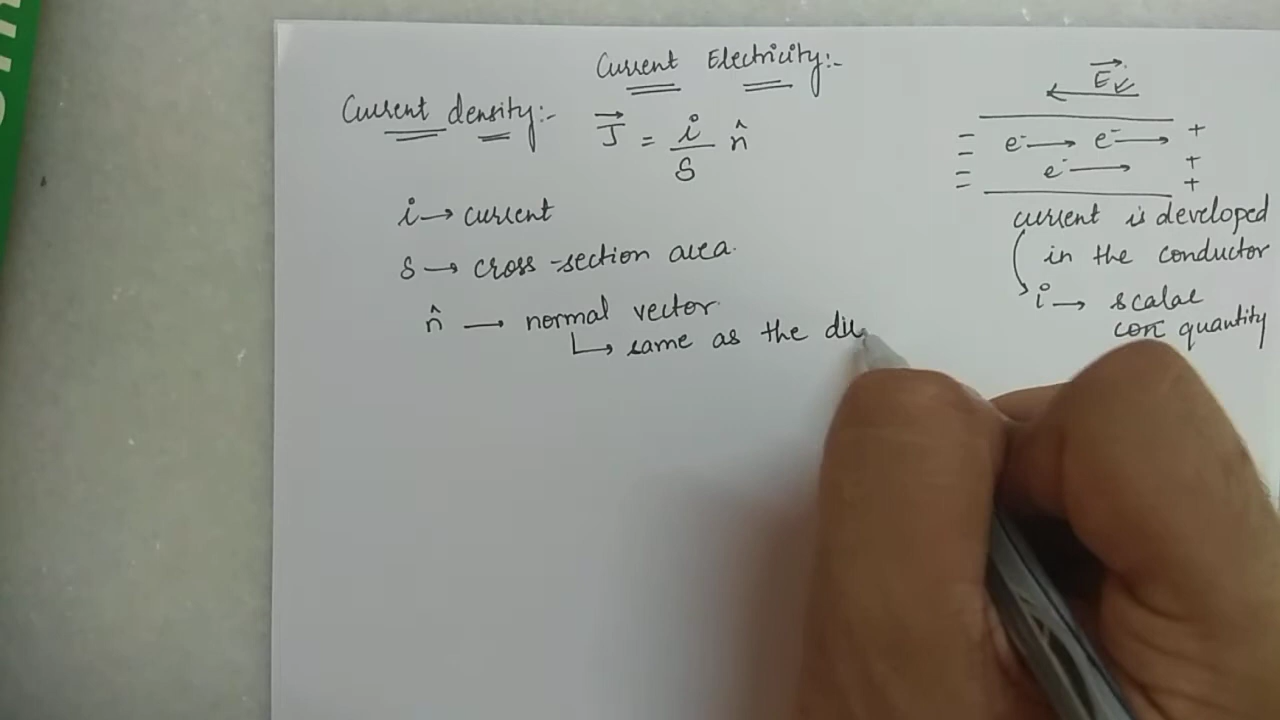 Current Electricity:-
Current density:- J = i/S n̂
i → current
S → cross-section area.
n̂ → normal vector.
↳ same as the di
E
e⁻ → e⁻ → +
e⁻ → +
+
current is developed
in the conductor
i → scalar
quantity